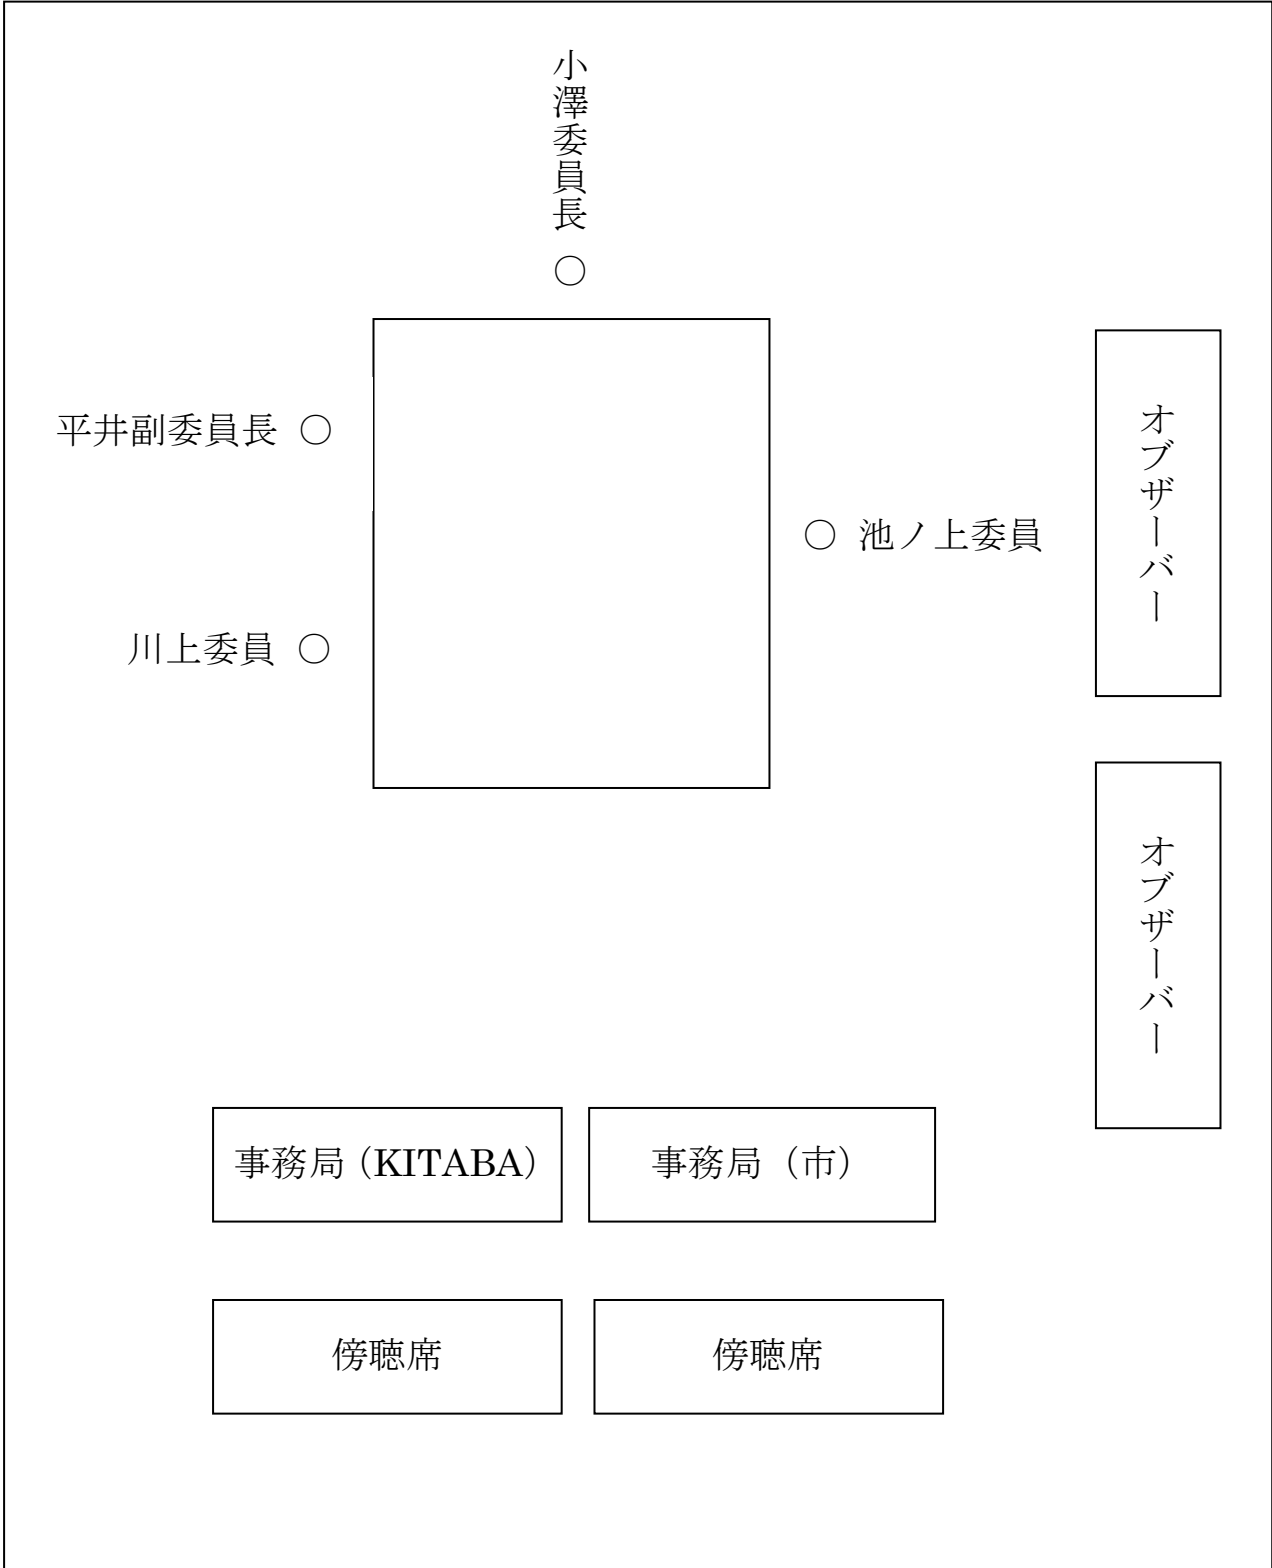 小澤委員長 ○
平井副委員長 ○
○ 池ノ上委員
川上委員 ○
オブザーバー
オブザーバー
事務局（KITABA）
事務局（市）
傍聴席
傍聴席